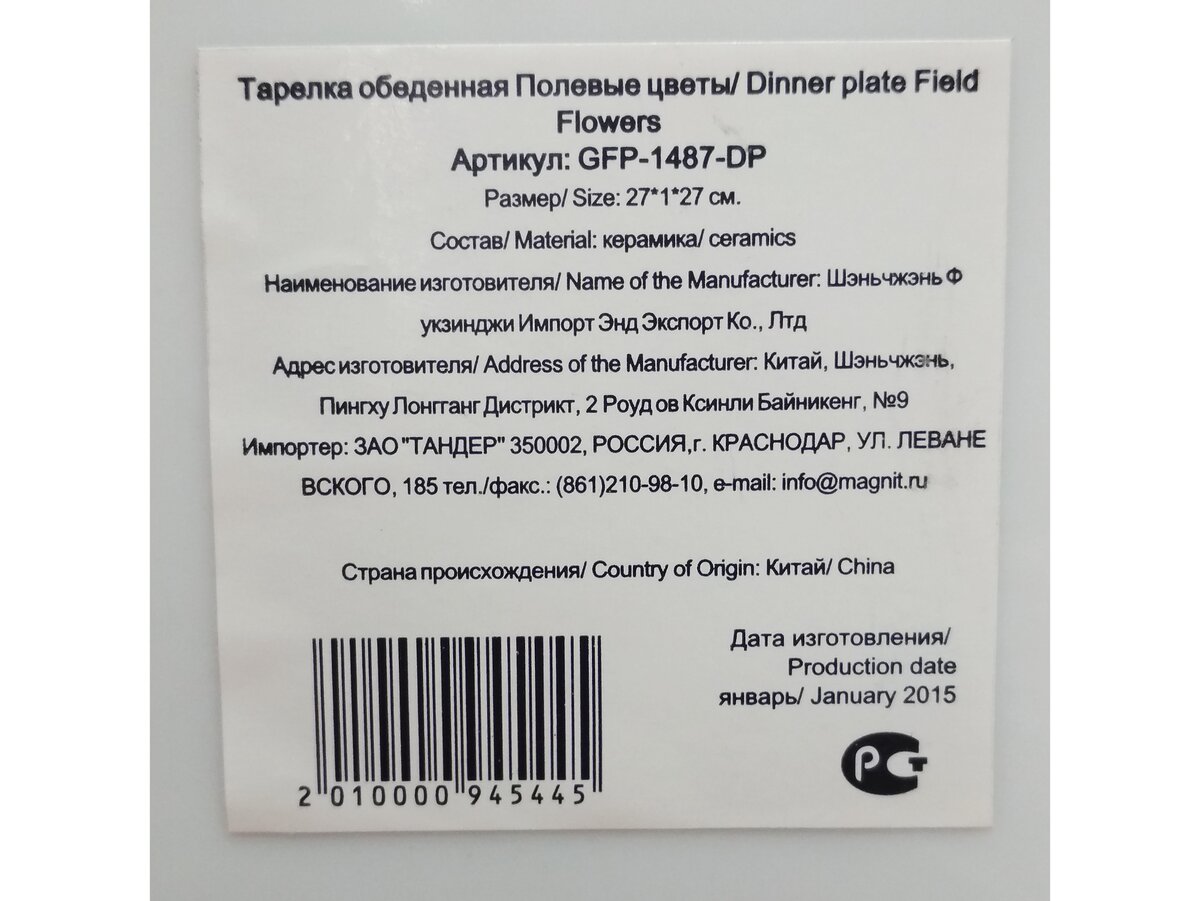 Тарелка обеденная Полевые цветы/ Dinner plate Field
Flowers
Артикул: GFP-1487-DP
Размер/ Size: 27*1*27 см.
Состав/ Material: керамика/ ceramics
Наименование изготовителя/ Name of the Manufacturer: Шэньчжэнь Ф
укзинджи Импорт Энд Экспорт Ко., Лтд
Адрес изготовителя/ Address of the Manufacturer: Китай, Шэньчжэнь,
Пингху Лонгганг Дистрикт, 2 Роуд ов Ксинли Байникенг, №9
Импортер: ЗАО "ТАНДЕР" 350002, РОССИЯ,г. КРАСНОДАР, УЛ. ЛЕВАНЕ
ВСКОГО, 185 тел./факс.: (861)210-98-10, e-mail: info@magnit.ru
Страна происхождения/ Country of Origin: Китай/ China
Дата изготовления/
Production date
январь/ January 2015
РСТ
2 010000 945445